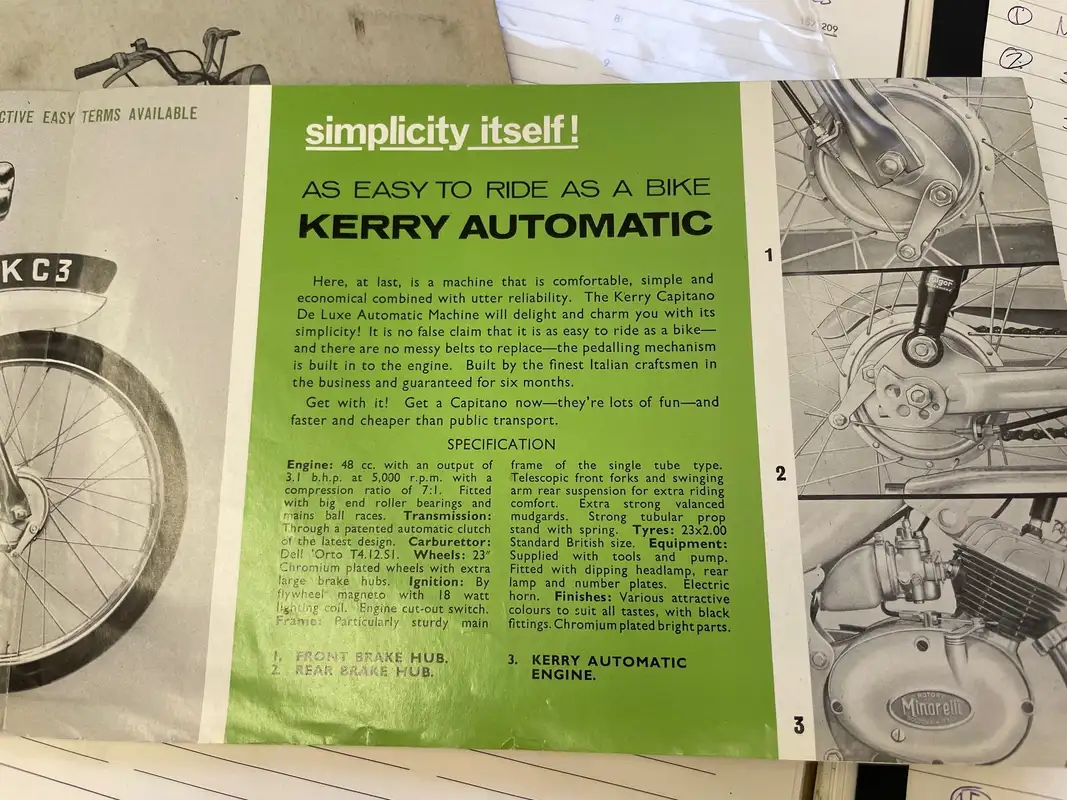 15X 209
8
9
1
N
2
CTIVE EASY TERMS AVAILABLE
K C 3
simplicity itself!
AS EASY TO RIDE AS A BIKE
KERRY AUTOMATIC
Here, at last, is a machine that is comfortable, simple and
economical combined with utter reliability. The Kerry Capitano
De Luxe Automatic Machine will delight and charm you with its
simplicity! It is no false claim that it is as easy to ride as a bike—
and there are no messy belts to replace—the pedalling mechanism
is built in to the engine. Built by the finest Italian craftsmen in
the business and guaranteed for six months.
Get with it! Get a Capitano now—they're lots of fun—and
faster and cheaper than public transport.
SPECIFICATION
Engine: 48 cc. with an output of
3.1 b.h.p. at 5,000 r.p.m. with a
compression ratio of 7:1. Fitted
with big end roller bearings and
mains ball races. Transmission:
Through a patented automatic clutch
of the latest design. Carburettor:
Dell 'Orto T4.12.S1. Wheels: 23"
Chromium plated wheels with extra
large brake hubs. Ignition: By
flywheel magneto with 18 watt
lighting coil. Engine cut-out switch.
Frame: Particularly sturdy main
frame of the single tube type.
Telescopic front forks and swinging
arm rear suspension for extra riding
comfort. Extra strong valanced
mudgards. Strong tubular prop
stand with spring. Tyres: 23x2.00
Standard British size. Equipment:
Supplied with tools and pump.
Fitted with dipping headlamp, rear
lamp and number plates. Electric
horn. Finishes: Various attractive
colours to suit all tastes, with black
fittings. Chromium plated bright parts.
1. FRONT BRAKE HUB.
2. REAR BRAKE HUB.
3. KERRY AUTOMATIC
ENGINE.
1
2
3
MOTORI
Minarelli
15